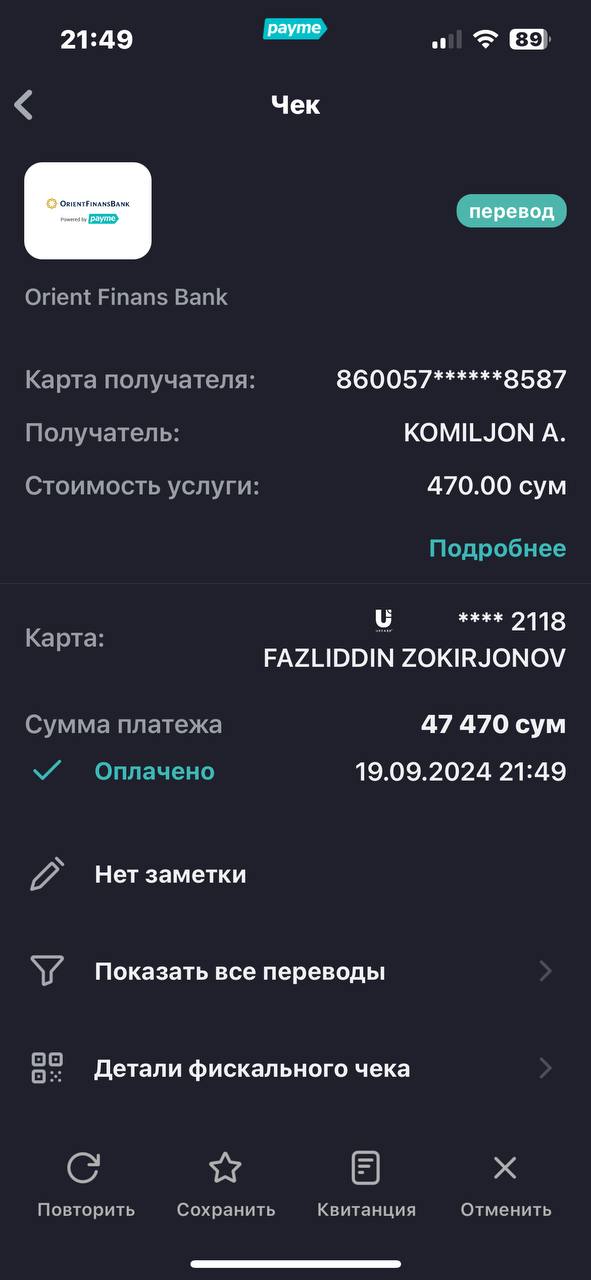 21:49
payme
89
Чек
ORIENTFINANSBANK
Powered by payme
перевод
Orient Finans Bank
Карта получателя: 860057******8587
Получатель: KOMILJON A.
Стоимость услуги: 470.00 сум
Подробнее
**** 2118
Карта:
FAZLIDDIN ZOKIRJONOV
Сумма платежа 47 470 сум
Оплачено 19.09.2024 21:49
Нет заметки
Показать все переводы
Детали фискального чека
Повторить Сохранить Квитанция Отменить